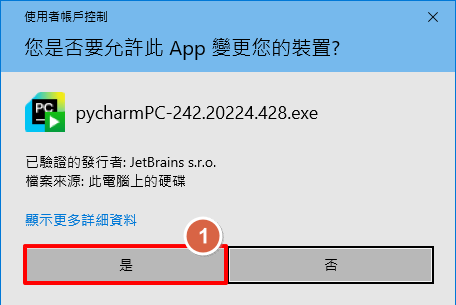 使用者帳戶控制
您是否要允許此 App 變更您的裝置?
PC
pycharmPC-242.20224.428.exe
已驗證的發行者: JetBrains s.r.o.
檔案來源: 此電腦上的硬碟
顯示更多詳細資料
1
是
否